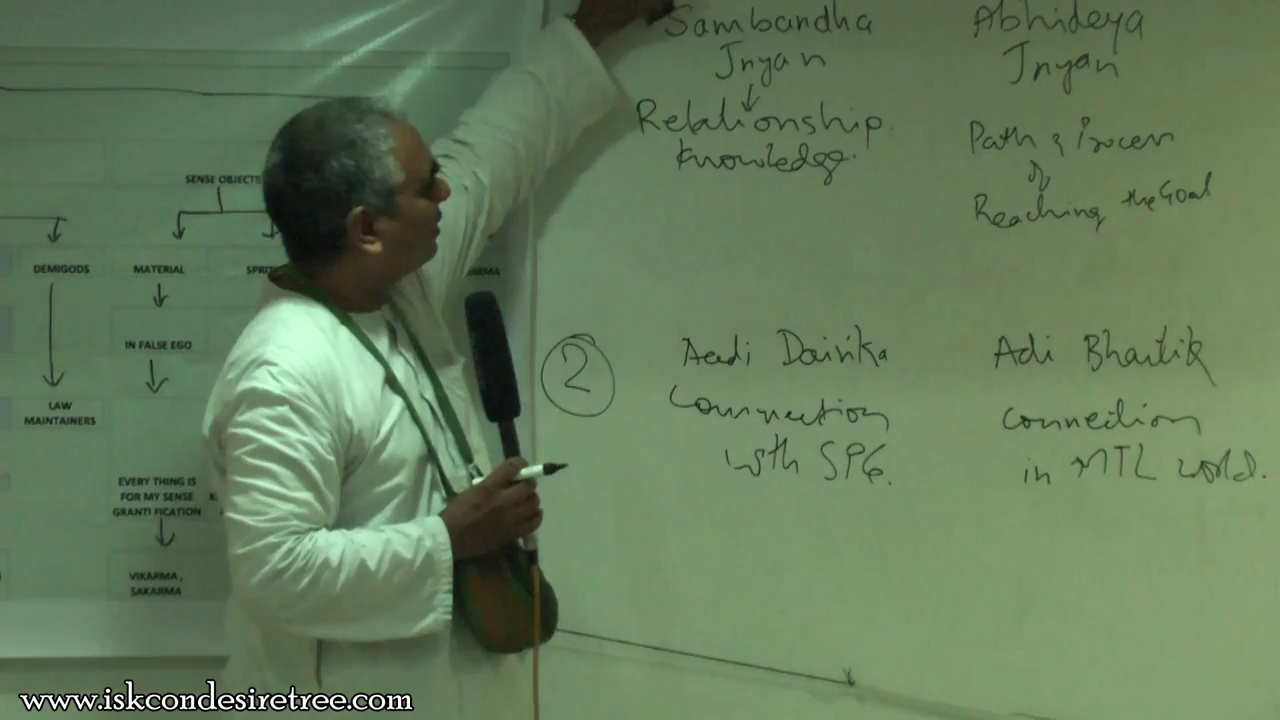 SENSE OBJECTS
DEMIGODS
MATERIAL
IN FALSE EGO
LAW
MAINTAINERS
EVERY THING IS
FOR MY SENSE
GRANTI FICATION
VIKARMA ,
SAKARMA
Sambandha
Jnyan
Relationship
Knowledge.
Abhideya
Jnyan
Path & Process
of
Reaching the Goal
2
Aadi Daivika
Connection
with SPG.
Adi Bhautik
connection
in MTL world.
www.iskcondesiretree.com